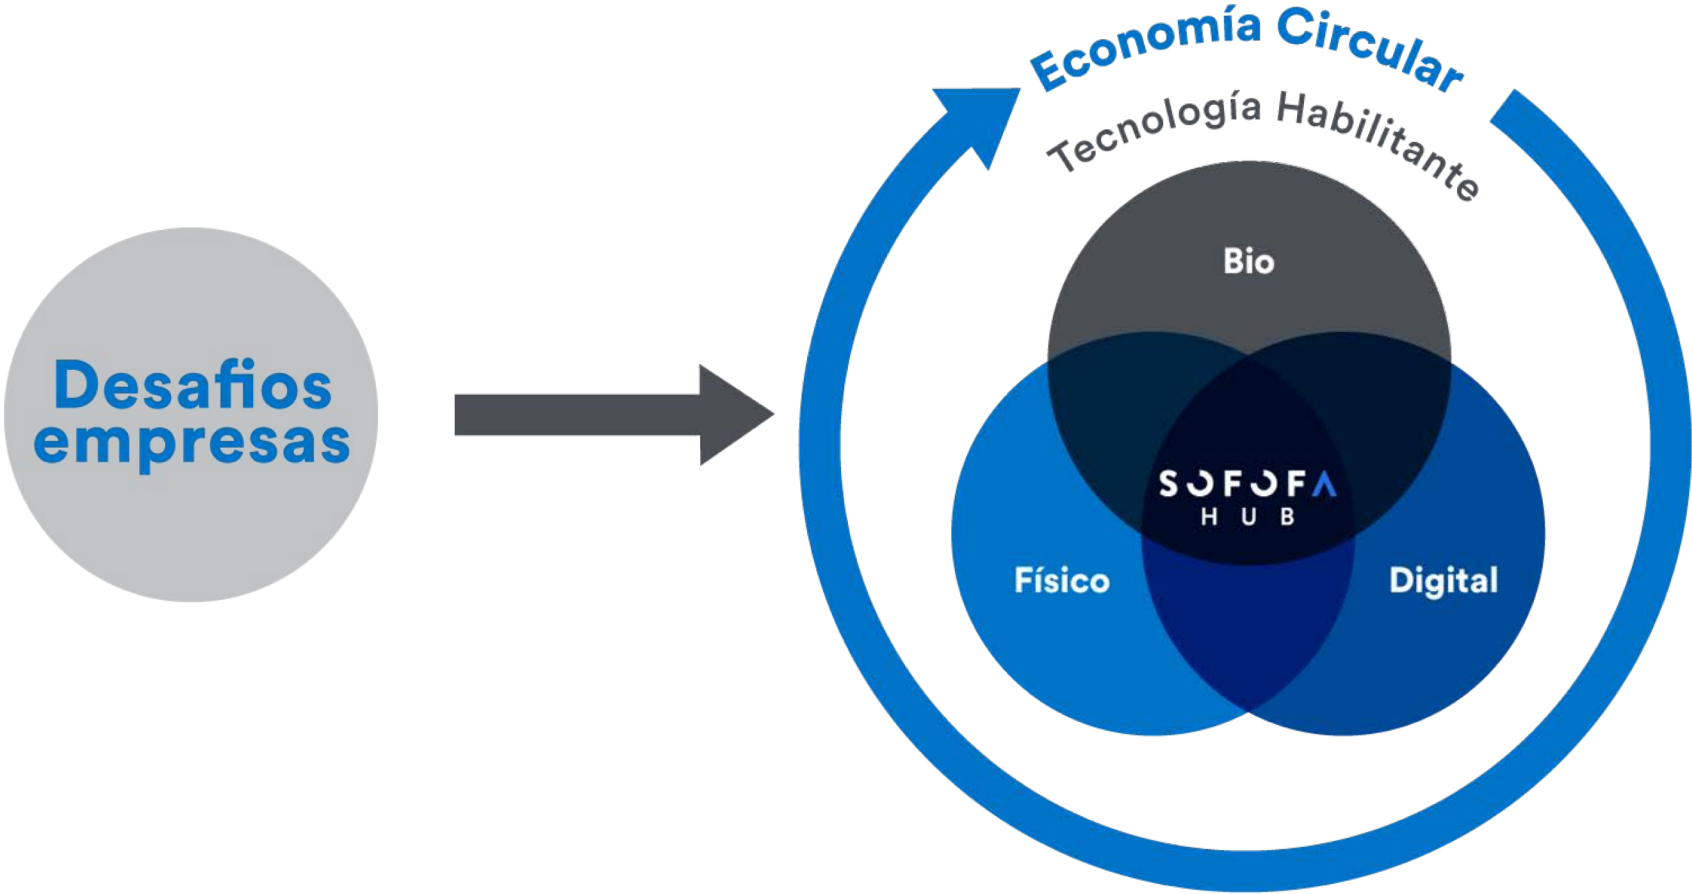 Desafios
empresas
Economía Circular
Tecnología Habilitante
Bio
SOFOFA
HUB
Físico
Digital